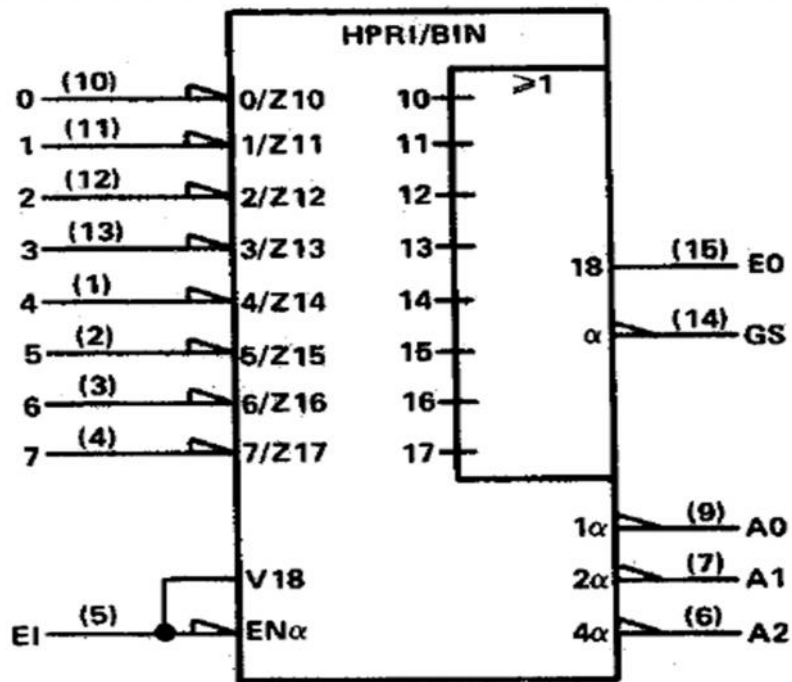 HPRI/BIN
≥1
0 (10) 0/Z10 10
1 (11) 1/Z11 11
2 (12) 2/Z12 12
3 (13) 3/Z13 13
18 (15) EO
4 (1) 4/Z14 14
α (14) GS
5 (2) 5/Z15 15
6 (3) 6/Z16 16
7 (4) 7/Z17 17
1α (9) A0
V18 2α (7) A1
EI (5) ENα 4α (6) A2